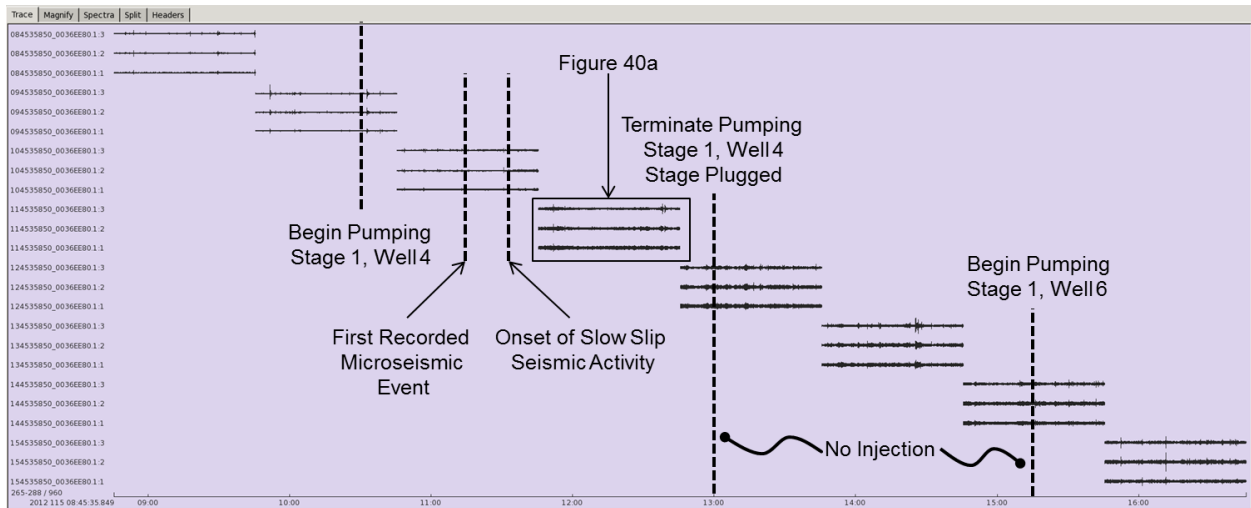 Trace Magnify Spectra Split Headers
084535850_0036EE80.1:3
084535850_0036EE80.1:2
084535850_0036EE80.1:1
094535850_0036EE80.1:3
094535850_0036EE80.1:2
094535850_0036EE80.1:1
104535850_0036EE80.1:3
104535850_0036EE80.1:2
104535850_0036EE80.1:1
114535850_0036EE80.1:3
114535850_0036EE80.1:2
114535850_0036EE80.1:1
124535850_0036EE80.1:3
124535850_0036EE80.1:2
124535850_0036EE80.1:1
134535850_0036EE80.1:3
134535850_0036EE80.1:2
134535850_0036EE80.1:1
144535850_0036EE80.1:3
144535850_0036EE80.1:2
144535850_0036EE80.1:1
154535850_0036EE80.1:3
154535850_0036EE80.1:2
154535850_0036EE80.1:1
265-288 / 960
2012 115 08:45:35.849
Figure 40a
Terminate Pumping
Stage 1, Well 4
Stage Plugged
Begin Pumping
Stage 1, Well 4
Begin Pumping
Stage 1, Well 6
First Recorded
Microseismic
Event
Onset of Slow Slip
Seismic Activity
No Injection
09:00 10:00 11:00 12:00 13:00 14:00 15:00 16:00